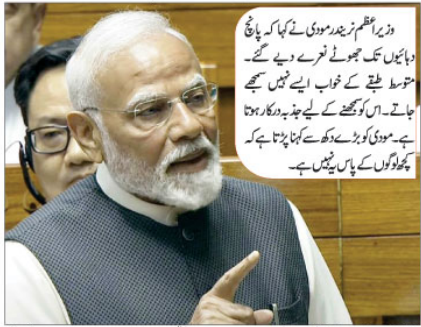 وزیر اعظم نریندر مودی نے کہا کہ پانچ
دہائیوں تک جھوٹے نعرے دیے گئے۔
متوسط طبقے کے خواب ایسے نہیں سمجھے
جاتے۔ اس کو سمجھنے کے لیے جذبہ درکار ہوتا
ہے۔ مودی کو بڑے دکھ سے کہنا پڑتا ہے کہ
کچھ لوگوں کے پاس یہ نہیں ہے۔